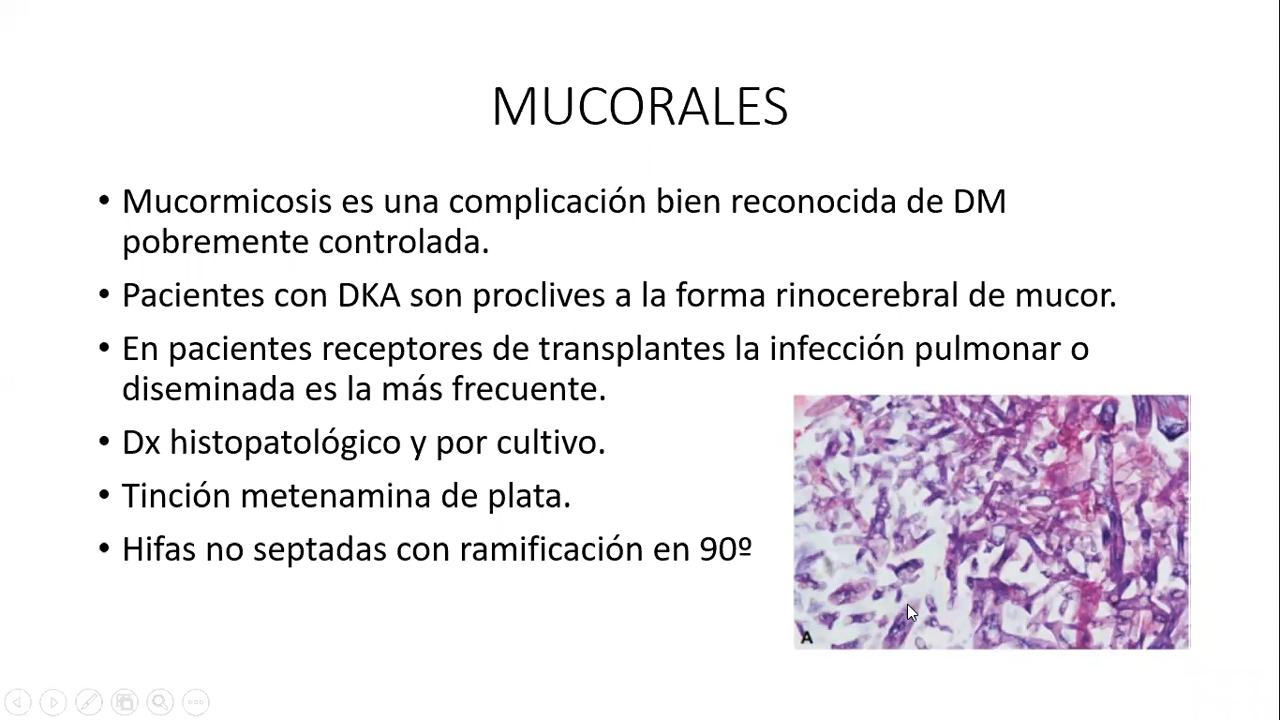 MUCORALES
• Mucormicosis es una complicación bien reconocida de DM
pobremente controlada.
• Pacientes con DKA son proclives a la forma rinocerebral de mucor.
• En pacientes receptores de transplantes la infección pulmonar o
diseminada es la más frecuente.
• Dx histopatológico y por cultivo.
• Tinción metenamina de plata.
• Hifas no septadas con ramificación en 90º
A